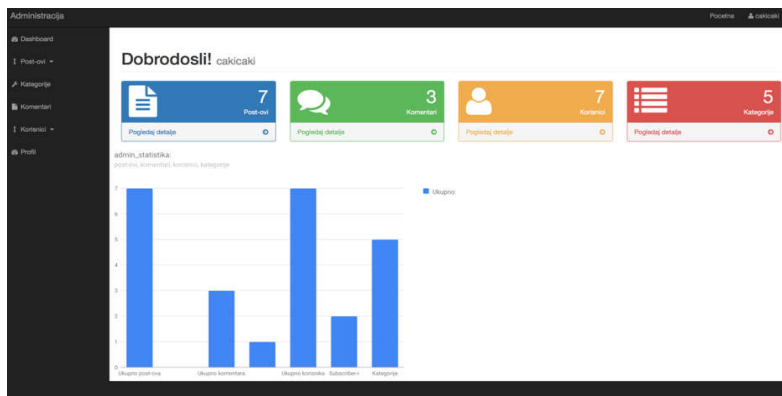 Administracija
Pocetna
cakicaki
Dashboard
Post-ovi
Kategorije
Komentari
Korisnici
Profil
Dobrodosli! cakicaki
7
Post-ovi
Pogledaj detalje
3
Komentari
Pogledaj detalje
7
Korisnici
Pogledaj detalje
5
Kategorije
Pogledaj detalje
admin_statistika:
post-ovi, komentari, korisnici, kategorije
Ukupno
7
6
5
4
3
2
1
0
Ukupno post-ova
Ukupno komentara
Ukupno korisnika
Subscriber-i
Kategorije